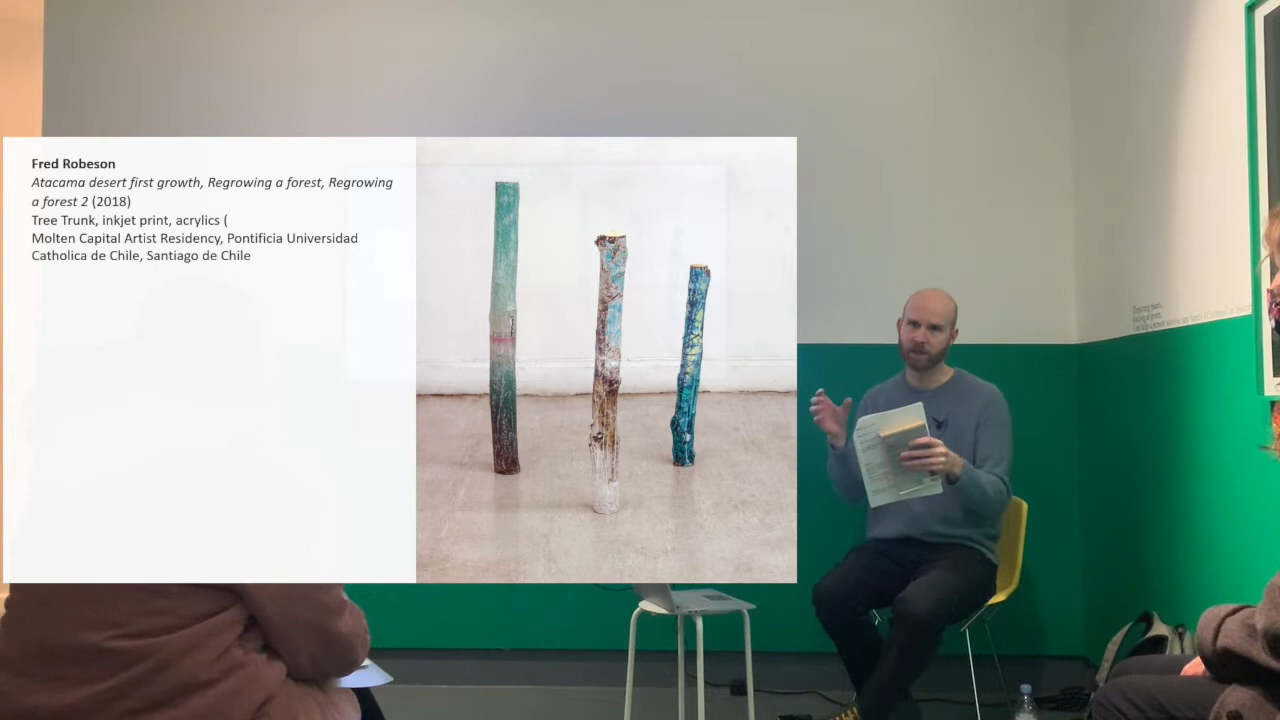 Fred Robeson
Atacama desert first growth, Regrowing a forest, Regrowing
a forest 2 (2018)
Tree Trunk, inkjet print, acrylics (
Molten Capital Artist Residency, Pontificia Universidad
Catholica de Chile, Santiago de Chile